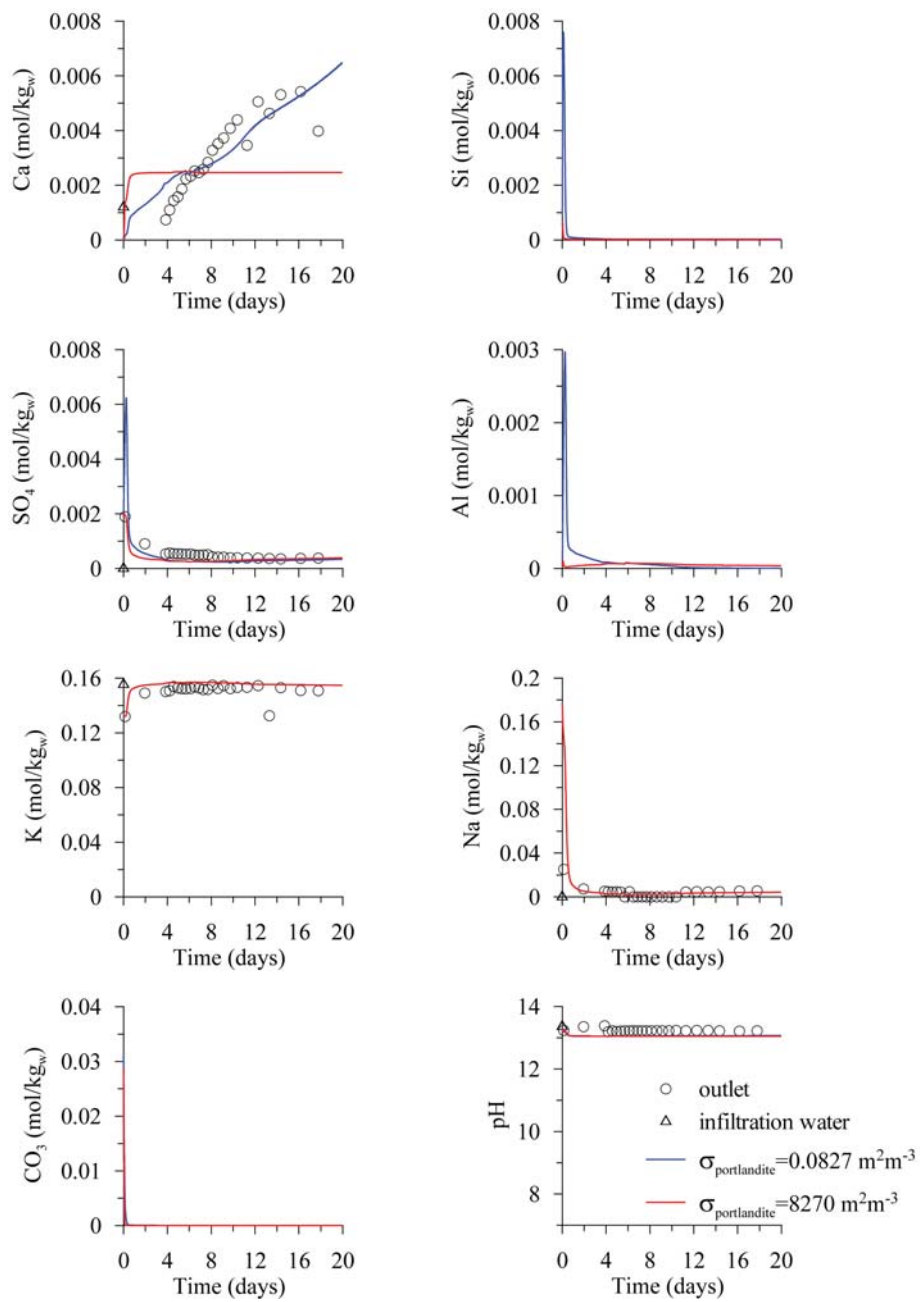 Ca (mol/kgw)
0.008
0.006
0.004
0.002
0
0 4 8 12 16 20
Time (days)
Si (mol/kgw)
0.008
0.006
0.004
0.002
0
0 4 8 12 16 20
Time (days)
SO4 (mol/kgw)
0.008
0.006
0.004
0.002
0
0 4 8 12 16 20
Time (days)
Al (mol/kgw)
0.003
0.002
0.001
0.001
0.000
0 4 8 12 16 20
Time (days)
K (mol/kgw)
0.16
0.12
0.08
0.04
0
0 4 8 12 16 20
Time (days)
Na (mol/kgw)
0.2
0.16
0.12
0.08
0.04
0
0 4 8 12 16 20
Time (days)
CO3 (mol/kgw)
0.04
0.03
0.02
0.01
0
0 4 8 12 16 20
Time (days)
pH
14
13
12
11
10
9
8
7
outlet
infiltration water
σportlandite=0.0827 m²m⁻³
σportlandite=8270 m²m⁻³
0 4 8 12 16 20
Time (days)